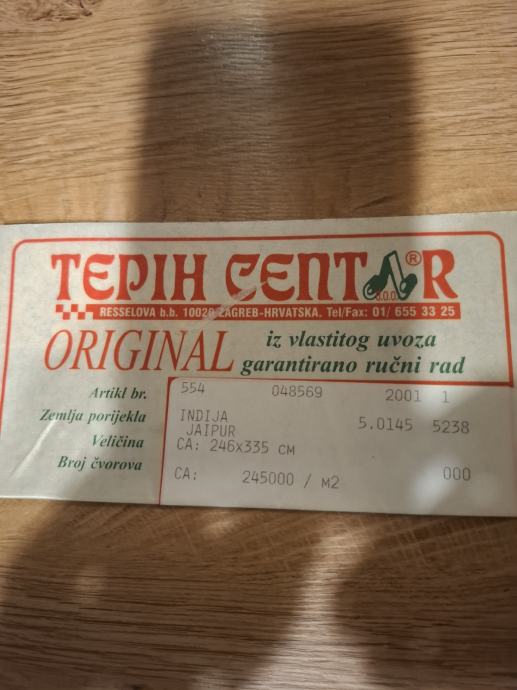 TEPIH CENTAR®
d.o.o.
RESSELOVA b.b. 10020 ZAGREB-HRVATSKA. Tel/Fax: 01/ 655 33 25
ORIGINAL iz vlastitog uvoza
garantirano ručni rad
Artikl br. 554 048569 2001 1
Zemlja porijekla INDIJA 5.0145 5238
JAIPUR
Veličina CA: 246x335 CM
Broj čvorova CA: 245000 / M2 000